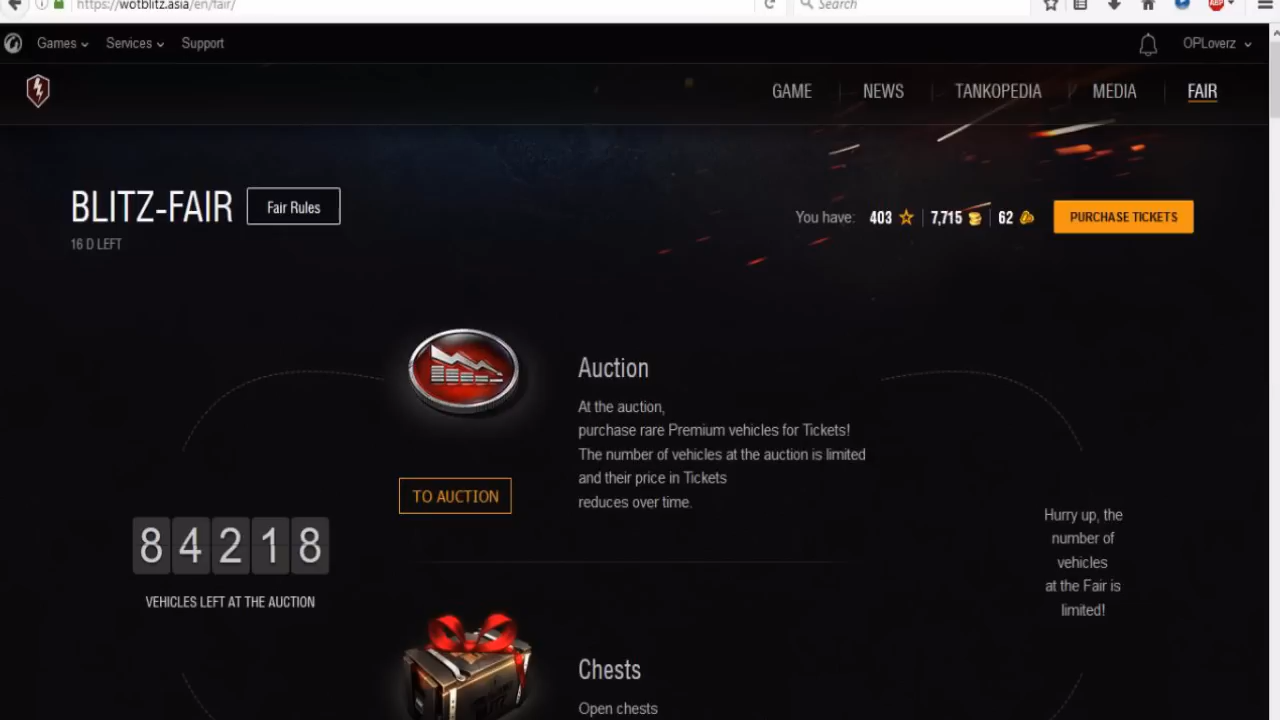 https://wotblitz.asia/en/fair/
Search
Games
Services
Support
OPLoverz
GAME
NEWS
TANKOPEDIA
MEDIA
FAIR
BLITZ-FAIR
Fair Rules
16 D LEFT
You have: 403 7,715 62
PURCHASE TICKETS
Auction
At the auction,
purchase rare Premium vehicles for Tickets!
The number of vehicles at the auction is limited
and their price in Tickets
reduces over time.
TO AUCTION
84218
VEHICLES LEFT AT THE AUCTION
Hurry up, the
number of
vehicles
at the Fair is
limited!
Chests
Open chests